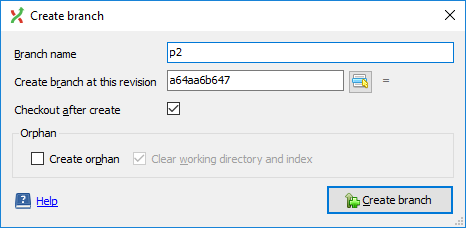 Create branch
Branch name
p2
Create branch at this revision
a64aa6b647
=
Checkout after create
Orphan
Create orphan
Clear working directory and index
Help
Create branch